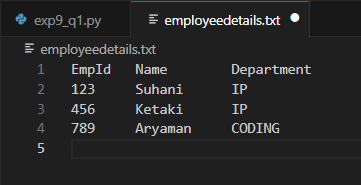 exp9_q1.py employeedetails.txt
employeedetails.txt
1 EmpId Name Department
2 123 Suhani IP
3 456 Ketaki IP
4 789 Aryaman CODING
5